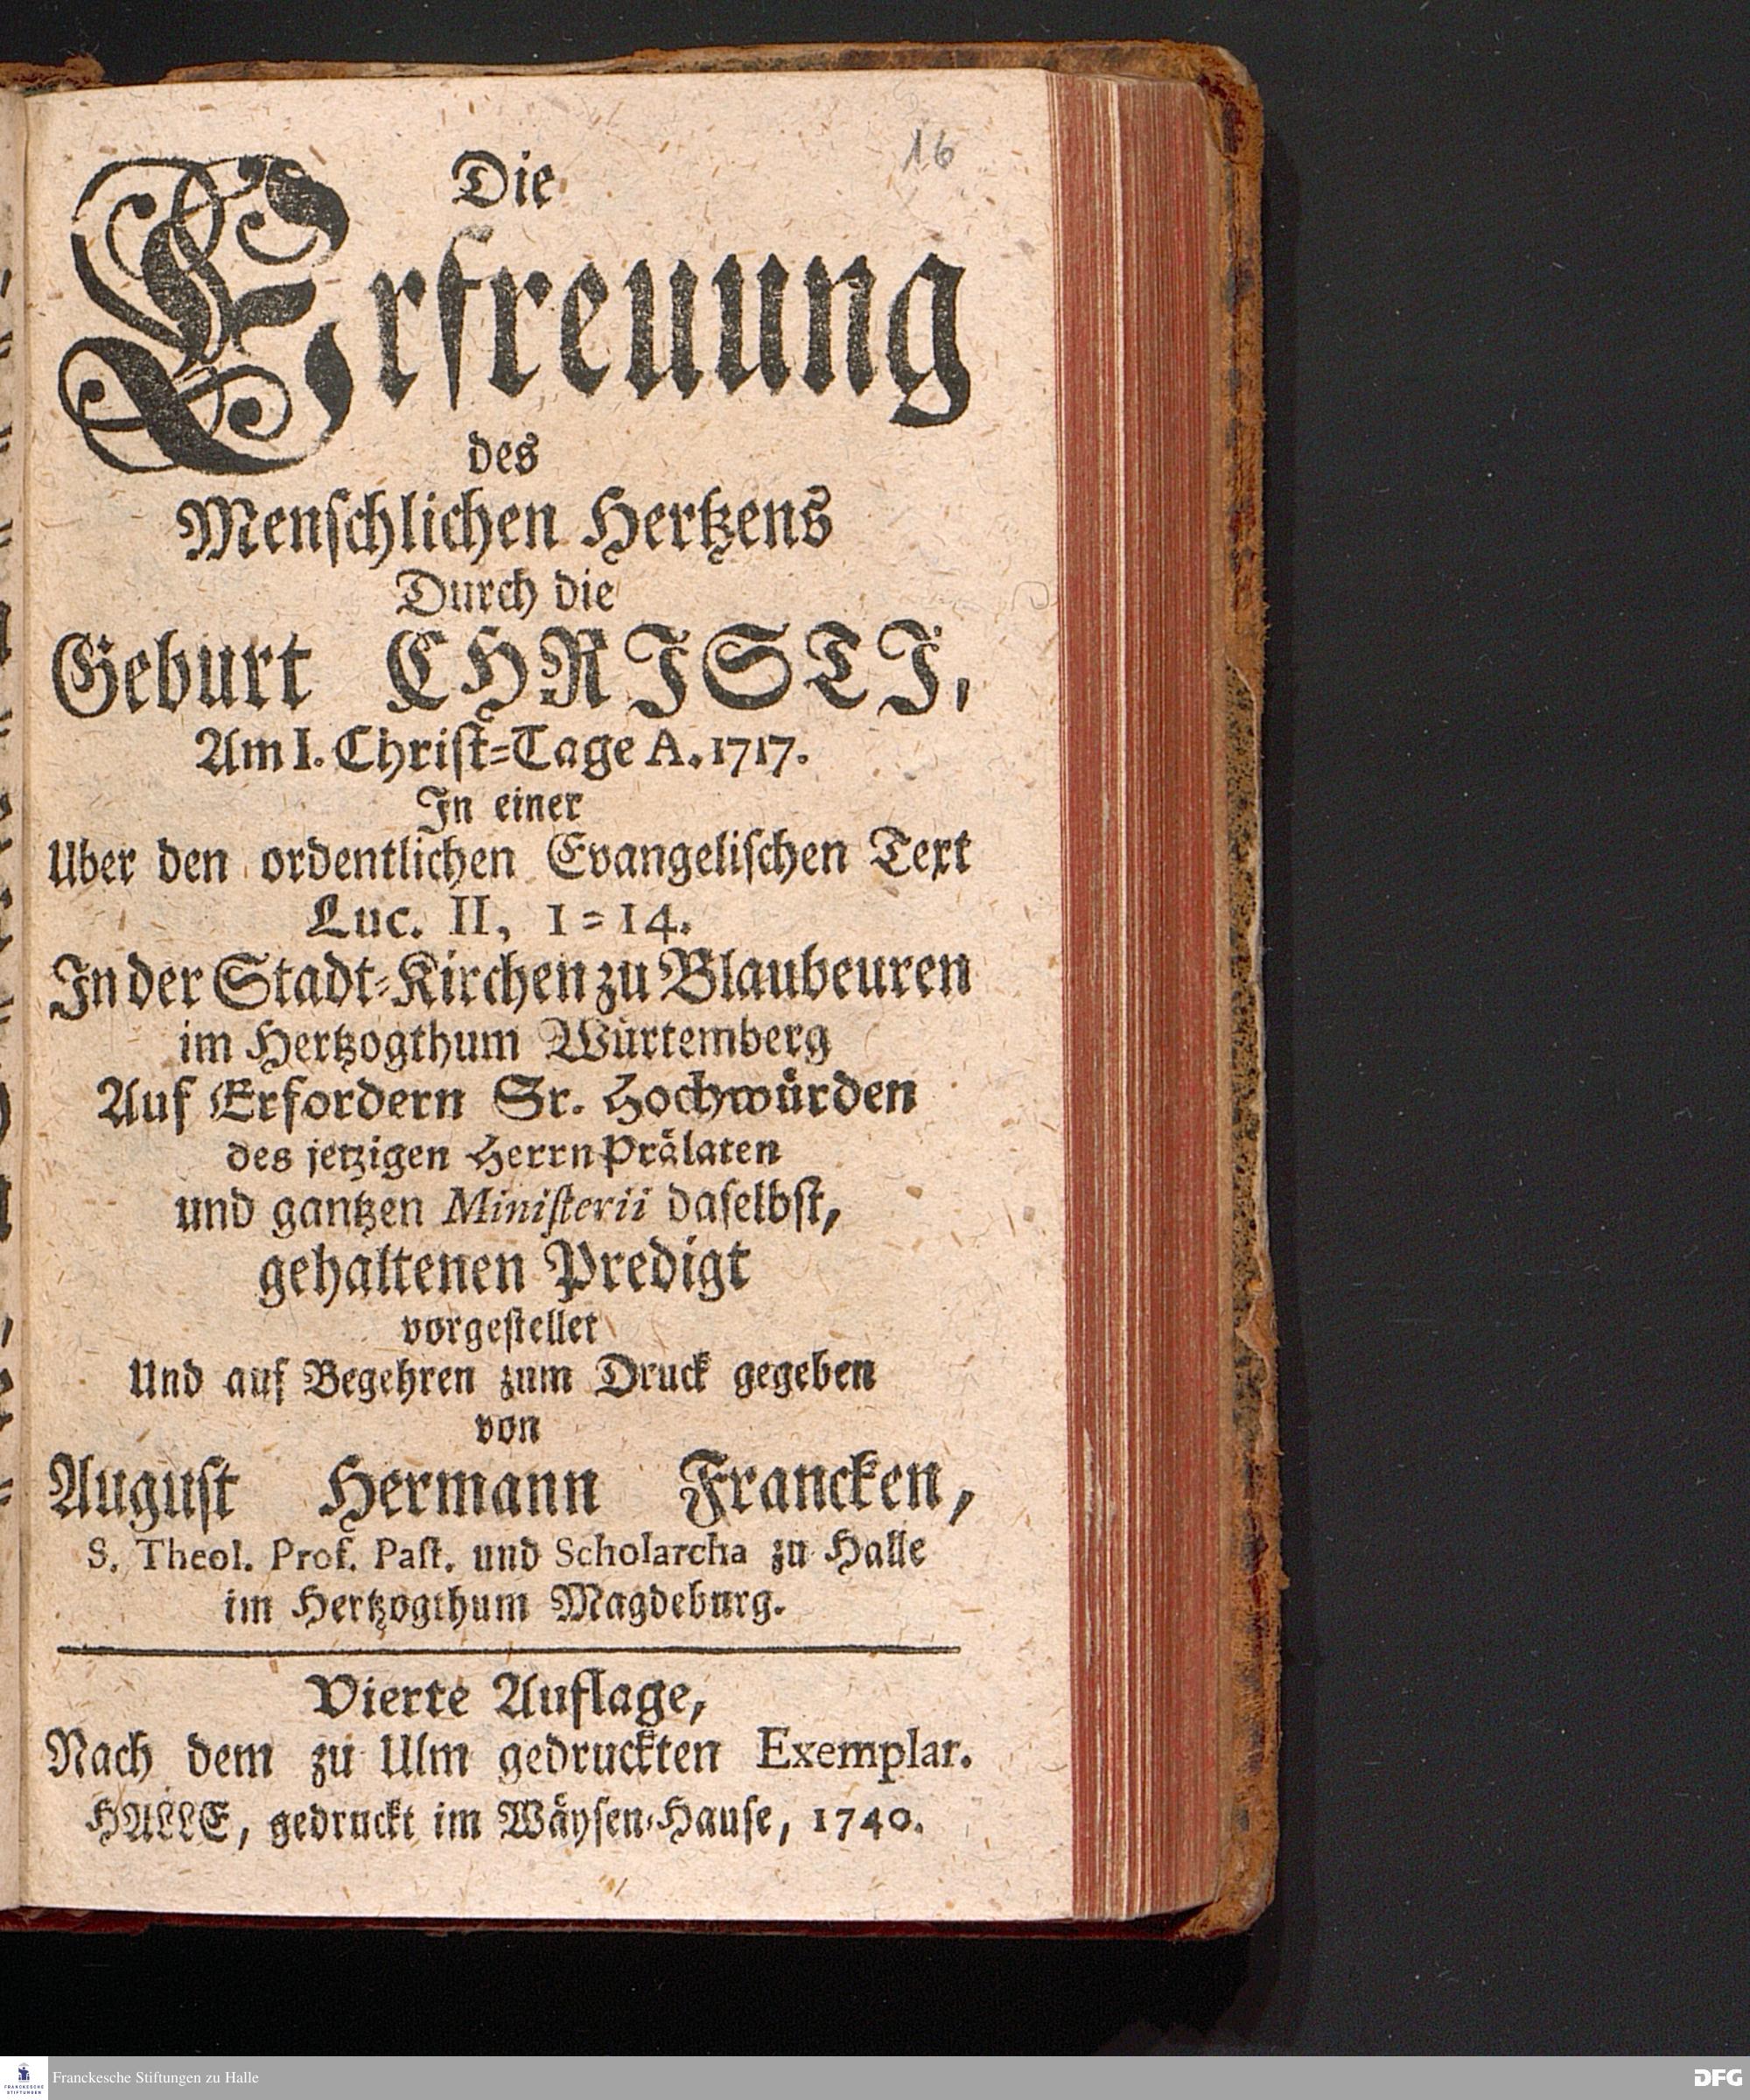 16
Die
Erfreuung
des
Menschlichen Hertzens
Durch die
Geburt CHRISTI,
Am I. Christ=Tage A. 1717.
In einer
Uber den ordentlichen Evangelischen Text
Luc. II, 1=14.
In der Stadt=Kirchen zu Blaubeuren
im Hertzogthum Würtemberg
Auf Erfordern Sr. Hochwürden
des jetzigen Herrn Prälaten
und gantzen Ministerii daselbst,
gehaltenen Predigt
vorgestellet
Und auf Begehren zum Druck gegeben
von
August Hermann Francken,
S. Theol. Prof. Past. und Scholarcha zu Halle
im Hertzogthum Magdeburg.
Vierte Auflage,
Nach dem zu Ulm gedruckten Exemplar.
HALLE, gedruckt im Wäysen=Hause, 1740.
FRANCKESCHE
STIFTUNGEN
Franckesche Stiftungen zu Halle
DFG